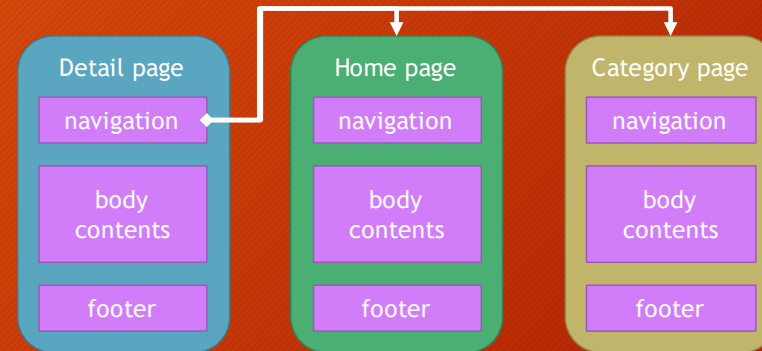 Detail page
navigation
body
contents
footer
Home page
navigation
body
contents
footer
Category page
navigation
body
contents
footer